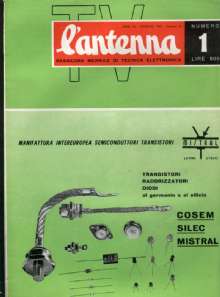 TV
NUMERO
l'antenna
1
RASSEGNA MENSILE DI TECNICA ELETTRONICA
LIRE 500
MANIFATTURA INTEREUROPEA SEMICONDUTTORI TRANSISTORI
MISTRAL
LATINA
TRANSISTORI
RADDRIZZATORI
DIODI
al germanio e al silicio
COSEM
SILEC
MISTRAL